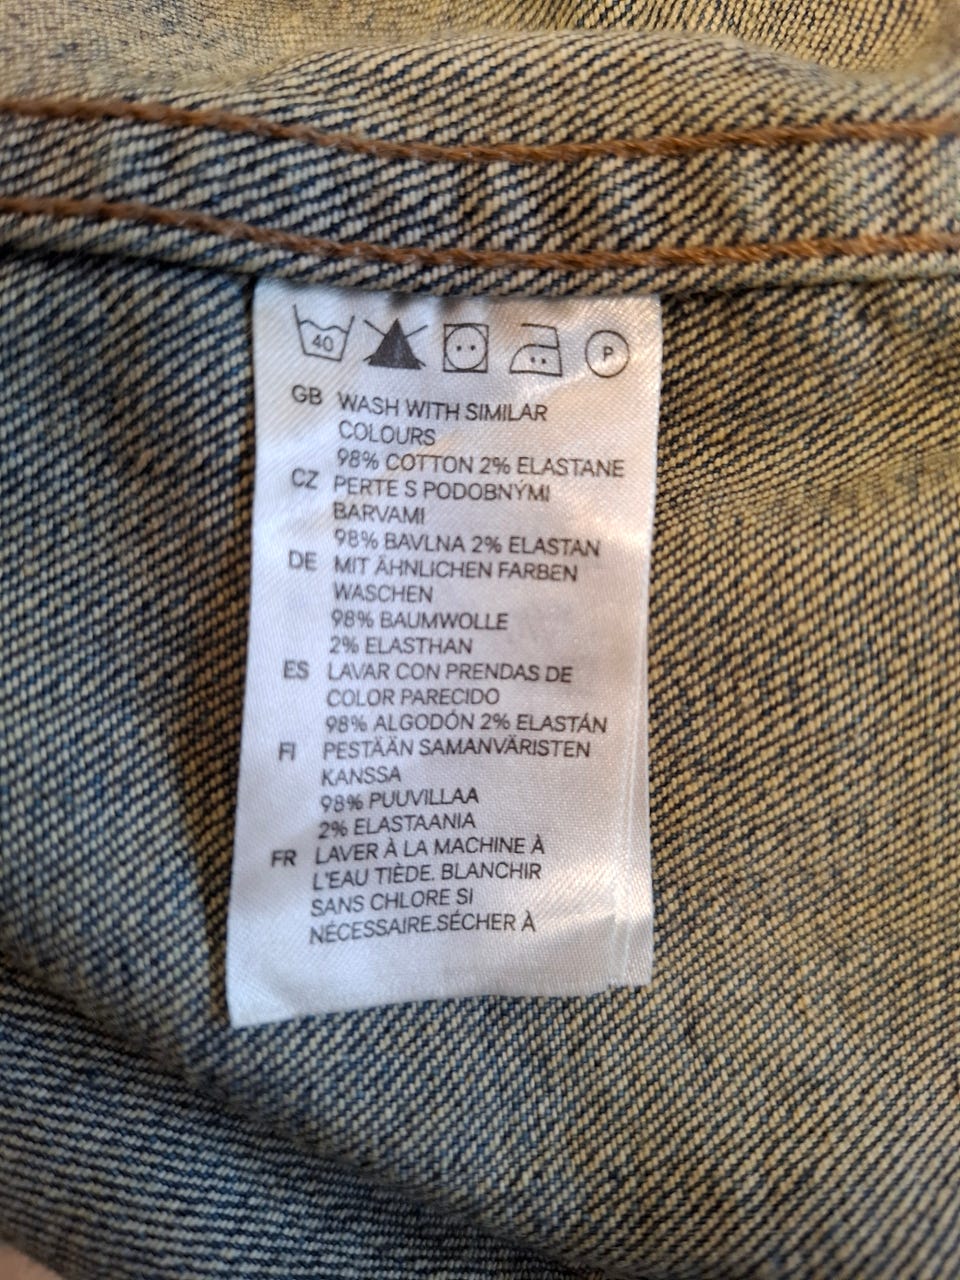 40 P
GB WASH WITH SIMILAR
COLOURS
98% COTTON 2% ELASTANE
CZ PERTE S PODOBNÝMI
BARVAMI
98% BAVLNA 2% ELASTAN
DE MIT ÄHNLICHEN FARBEN
WASCHEN
98% BAUMWOLLE
2% ELASTHAN
ES LAVAR CON PRENDAS DE
COLOR PARECIDO
98% ALGODÓN 2% ELASTÁN
FI PESTÄÄN SAMANVÄRISTEN
KANSSA
98% PUUVILLAA
2% ELASTAANIA
FR LAVER À LA MACHINE À
L'EAU TIÈDE. BLANCHIR
SANS CHLORE SI
NÉCESSAIRE.SÉCHER À